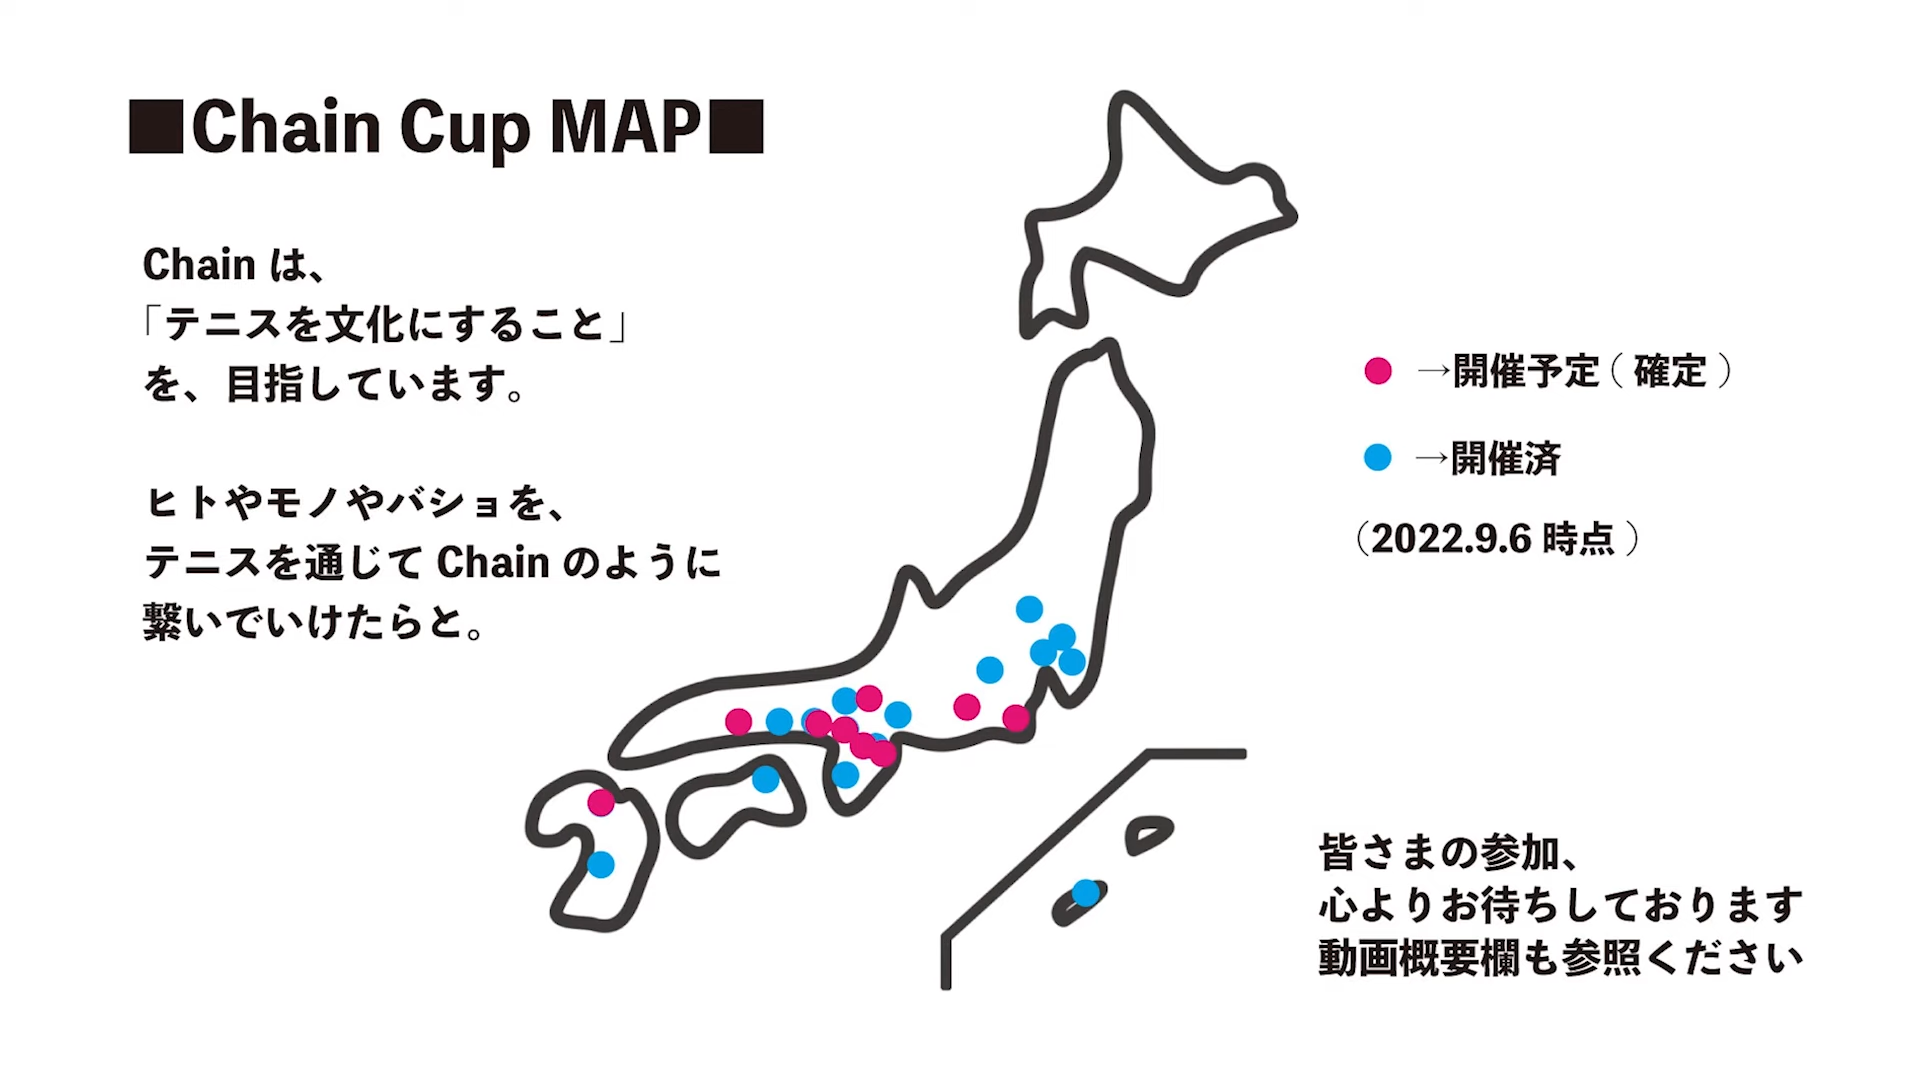 ■Chain Cup MAP■
Chain は、
「テニスを文化にすること」
を、目指しています。
ヒトやモノやバショを、
テニスを通じて Chain のように
繋いでいけたらと。
→開催予定（確定）
→開催済
（2022.9.6 時点）
皆さまの参加、
心よりお待ちしております
動画概要欄も参照ください